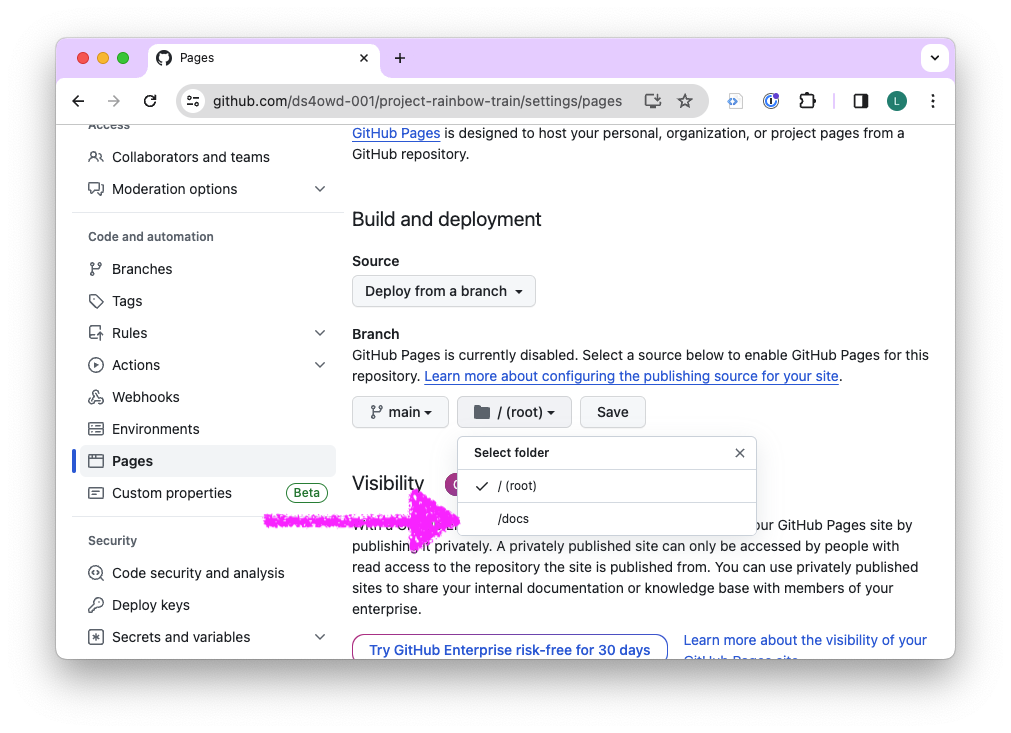 Pages
github.com/ds4owd-001/project-rainbow-train/settings/pages
L
Access
Collaborators and teams
Moderation options
Code and automation
Branches
Tags
Rules
Actions
Webhooks
Environments
Pages
Custom properties
Beta
Security
Code security and analysis
Deploy keys
Secrets and variables
GitHub Pages is designed to host your personal, organization, or project pages from a
GitHub repository.
Build and deployment
Source
Deploy from a branch
Branch
GitHub Pages is currently disabled. Select a source below to enable GitHub Pages for this
repository. Learn more about configuring the publishing source for your site.
main
/ (root)
Save
Select folder
/ (root)
/docs
Visibility
With a G
our GitHub Pages site by
publishing it privately. A privately published site can only be accessed by people with
read access to the repository the site is published from. You can use privately published
sites to share your internal documentation or knowledge base with members of your
enterprise.
Try GitHub Enterprise risk-free for 30 days
Learn more about the visibility of your
GitHub Pages site